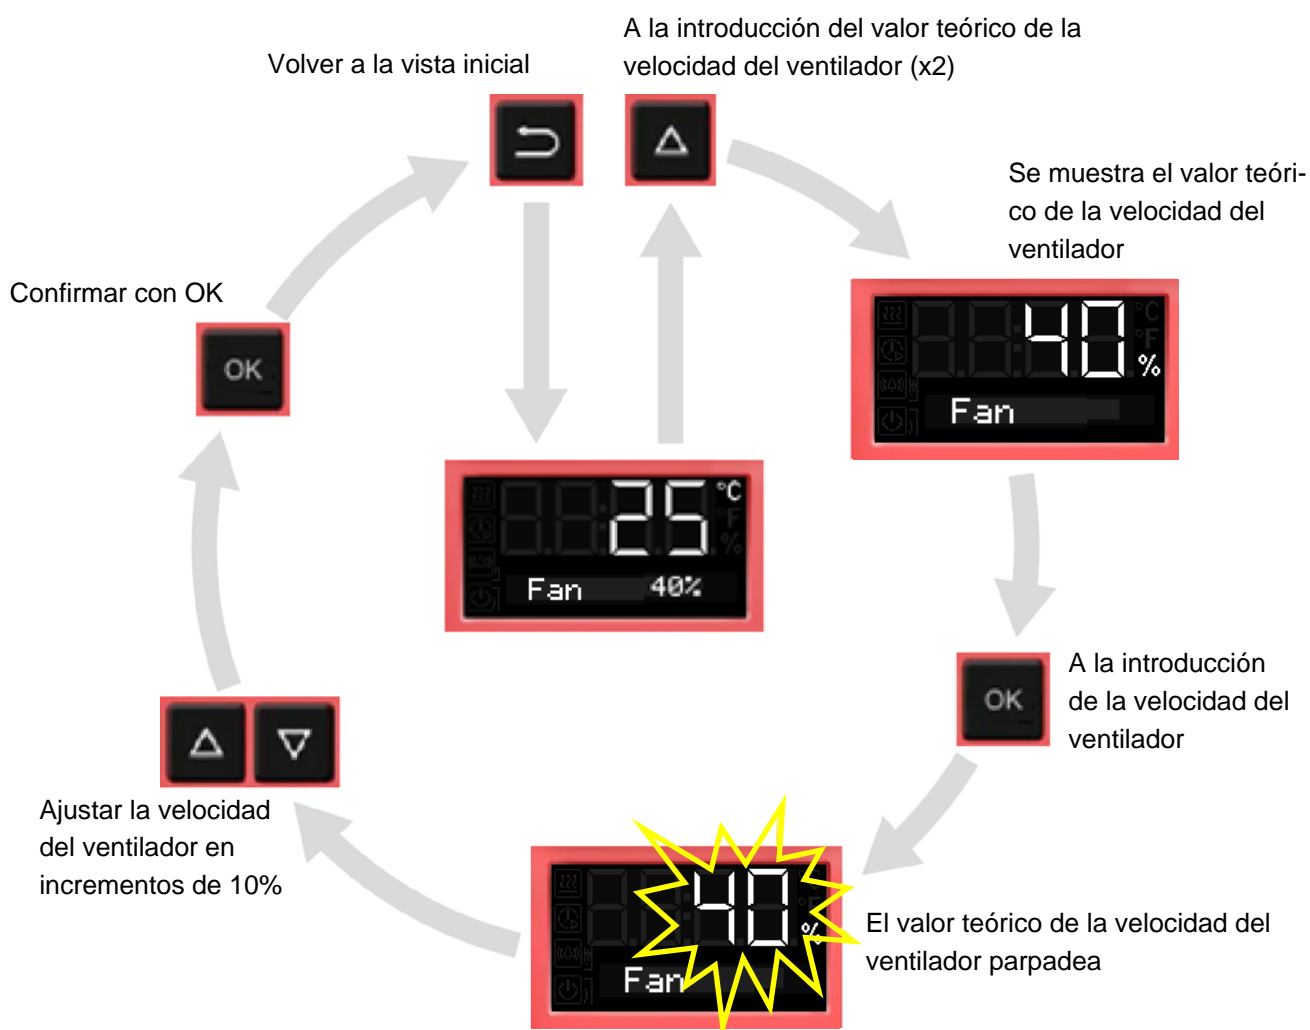 A la introducción del valor teórico de la
velocidad del ventilador (x2)
Volver a la vista inicial
Se muestra el valor teóri-
co de la velocidad del
ventilador
Confirmar con OK
OK
40
°C
°F
%
Fan
25
°C
°F
%
Fan 40%
A la introducción
de la velocidad del
ventilador
OK
Ajustar la velocidad
del ventilador en
incrementos de 10%
40
%
Fan
El valor teórico de la velocidad del
ventilador parpadea